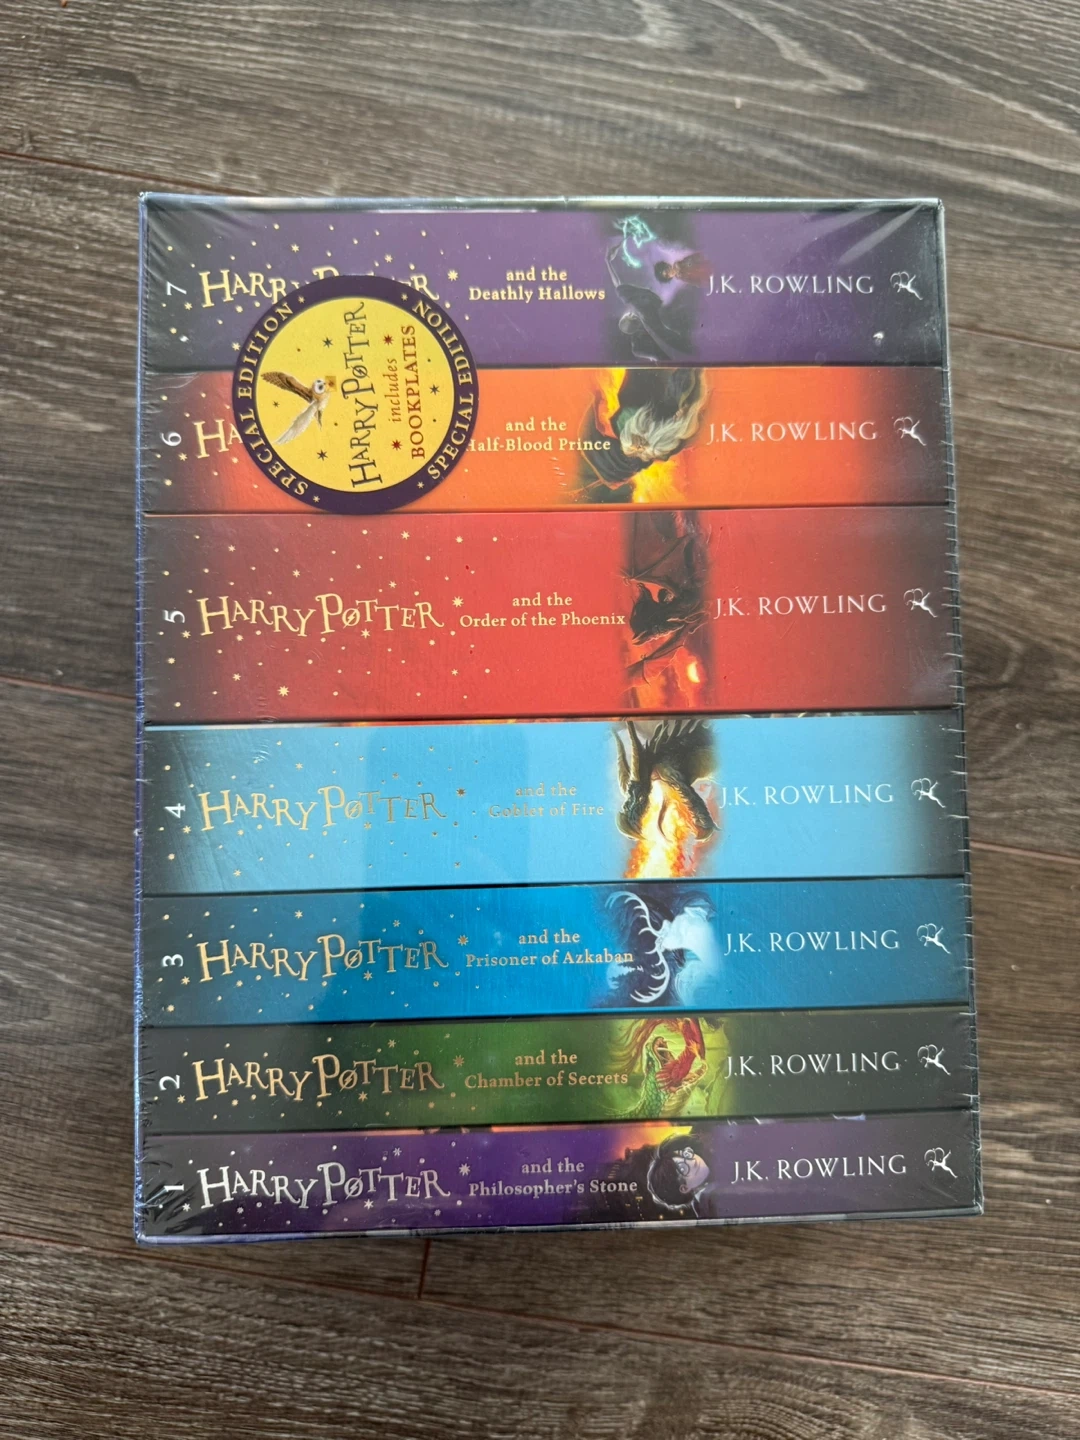 7
HARRY POTTER
and the
Deathly Hallows
J.K. ROWLING
SPECIAL EDITION
HARRY POTTER
includes
BOOKPLATES
SPECIAL EDITION
6
HA
and the
Half-Blood Prince
J.K. ROWLING
5
HARRY POTTER
and the
Order of the Phoenix
J.K. ROWLING
4
HARRY POTTER
and the
Goblet of Fire
J.K. ROWLING
3
HARRY POTTER
and the
Prisoner of Azkaban
J.K. ROWLING
2
HARRY POTTER
and the
Chamber of Secrets
J.K. ROWLING
1
HARRY POTTER
and the
Philosopher's Stone
J.K. ROWLING